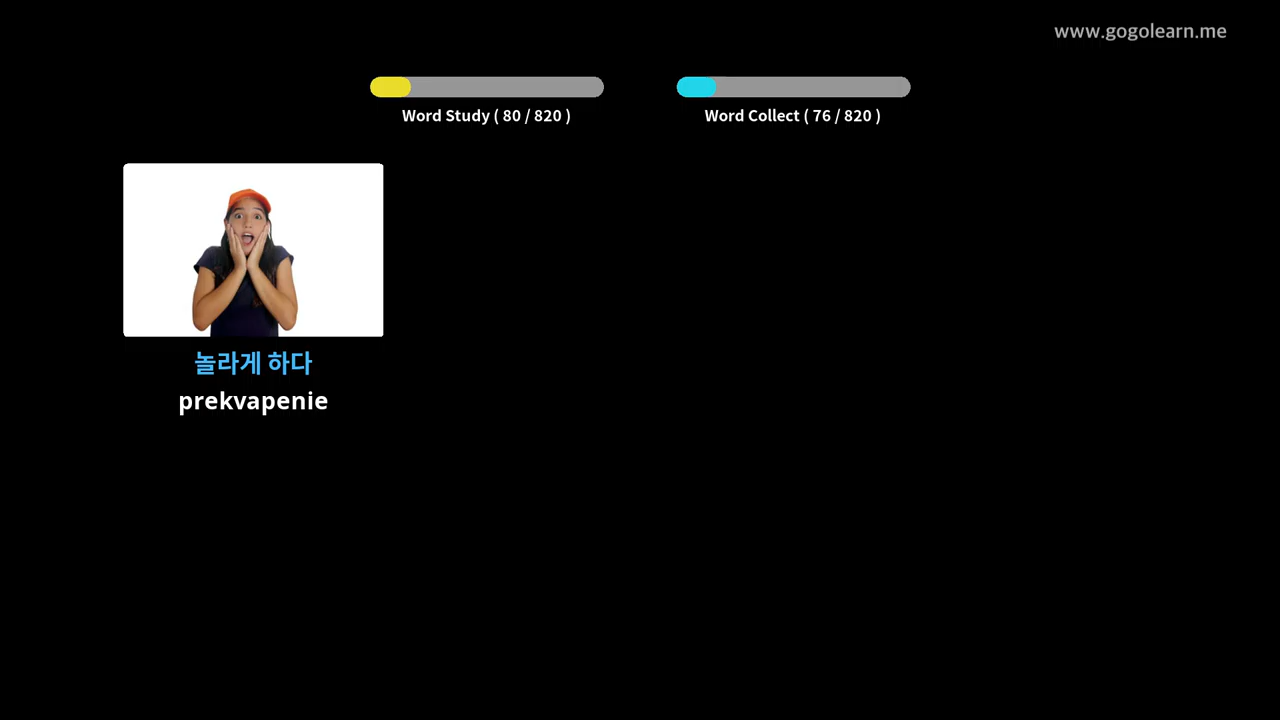 www.gogolearn.me
Word Study ( 80 / 820 )
Word Collect ( 76 / 820 )
놀라게 하다
prekvapenie